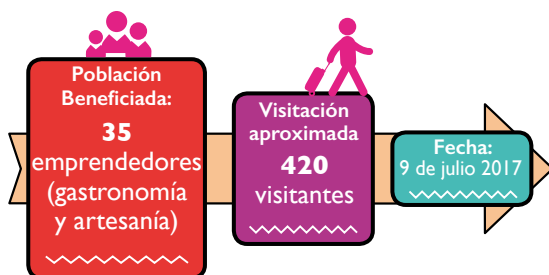 Población
Beneficiada:
35
emprendedores
(gastronomía
y artesanía)
Visitación
aproximada
420
visitantes
Fecha:
9 de julio 2017